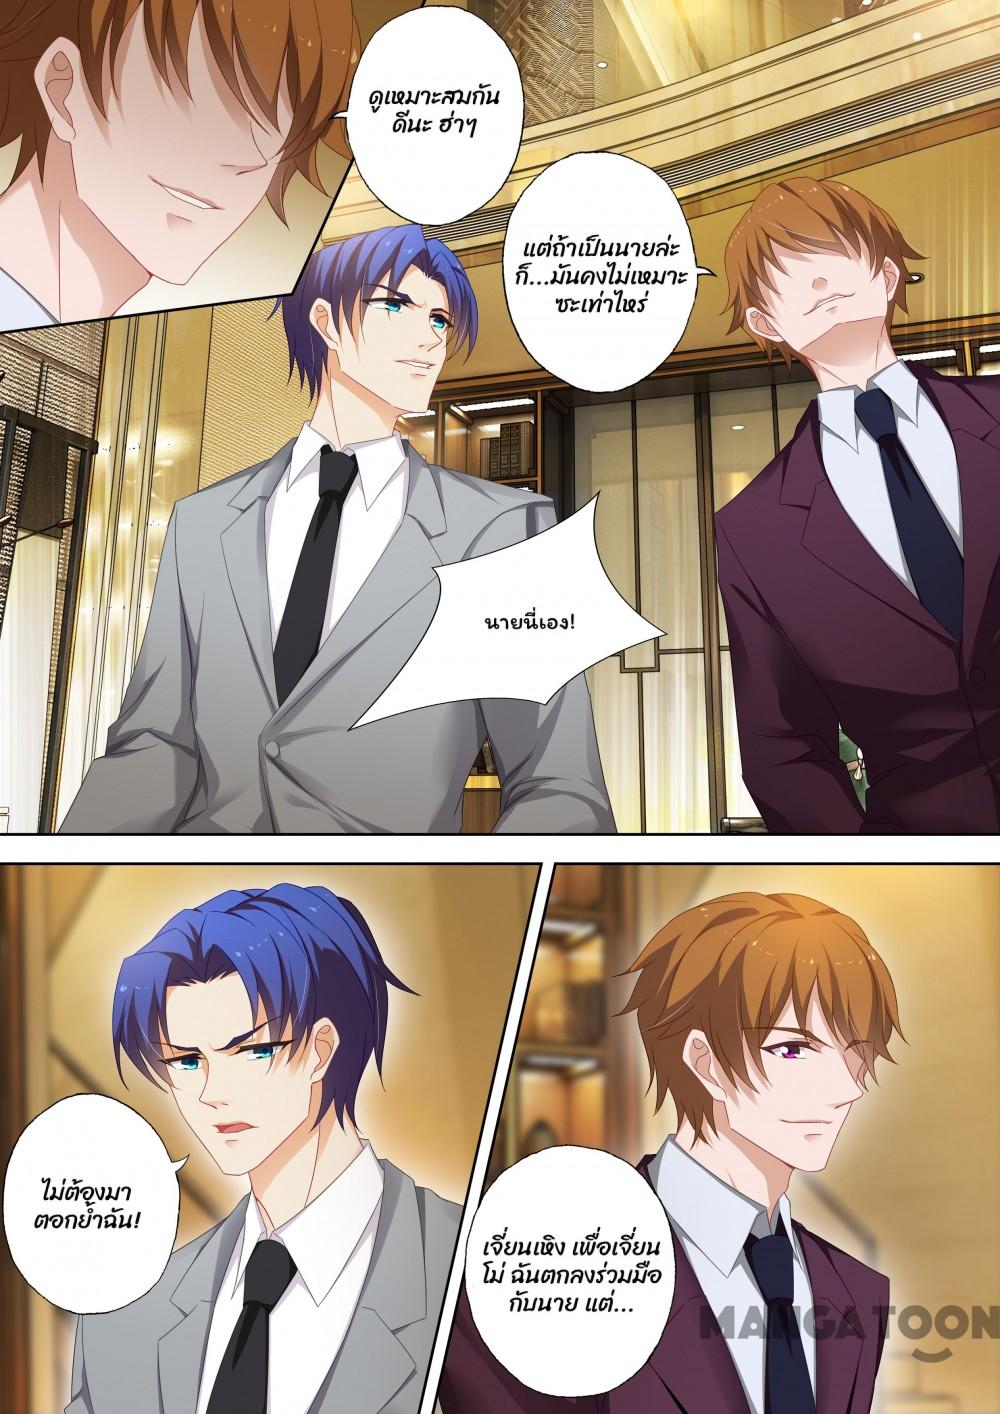 ดูเหมาะสมกัน
ดีนะ ฮ่าๆ
แต่ถ้าเป็นนายล่ะ
ก็...มันคงไม่เหมาะ
ซะเท่าไหร่
นายนี่เอง!
ไม่ต้องมา
ตอกย้ำฉัน!
เจี่ยนเหิง เพื่อเจี่ยน
โม่ ฉันตกลงร่วมมือ
กับนาย แต่...
MANGATOON